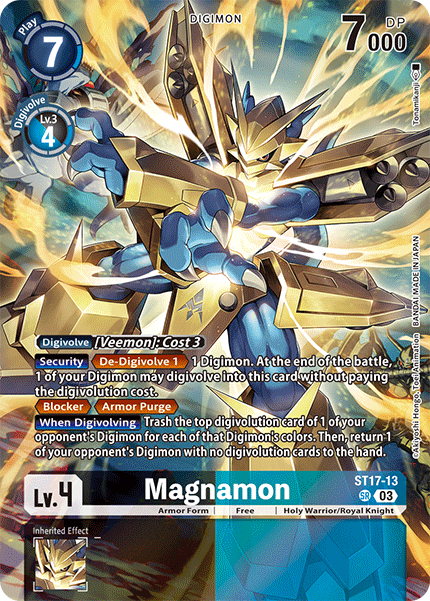 DIGIMON
Play
7
7000 DP
Digivolve
Lv.3
4
Tonamikanji
Digivolve [Veemon]: Cost 3
Security De-Digivolve 1 1 Digimon. At the end of the battle,
1 of your Digimon may digivolve into this card without paying
the digivolution cost.
Blocker Armor Purge
When Digivolving Trash the top digivolution card of 1 of your
opponent's Digimon for each of that Digimon's colors. Then, return 1
of your opponent's Digimon with no digivolution cards to the hand.
©Akiyoshi Hongo, Toei Animation BANDAI MADE IN JAPAN
Lv.4
Magnamon
ST17-13
SR 03
Armor Form Free Holy Warrior/Royal Knight
Inherited Effect